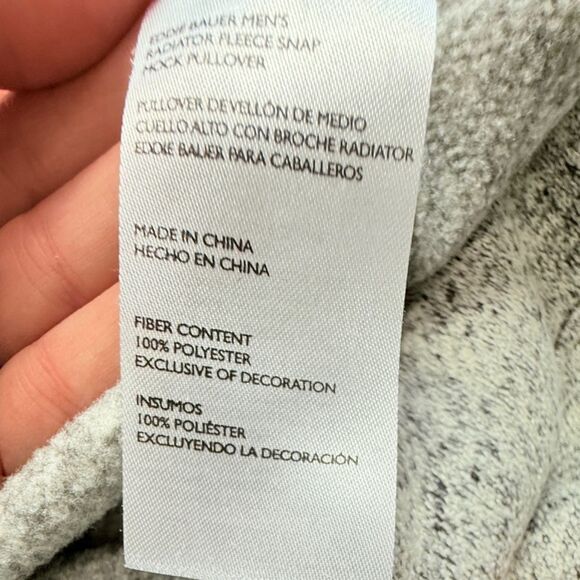 EDDIE BAUER MEN'S
RADIATOR FLEECE SNAP
MOCK PULLOVER
PULLOVER DE VELLÓN DE MEDIO
CUELLO ALTO CON BROCHE RADIATOR
EDDIE BAUER PARA CABALLEROS
MADE IN CHINA
HECHO EN CHINA
FIBER CONTENT
100% POLYESTER
EXCLUSIVE OF DECORATION
INSUMOS
100% POLIÉSTER
EXCLUYENDO LA DECORACIÓN